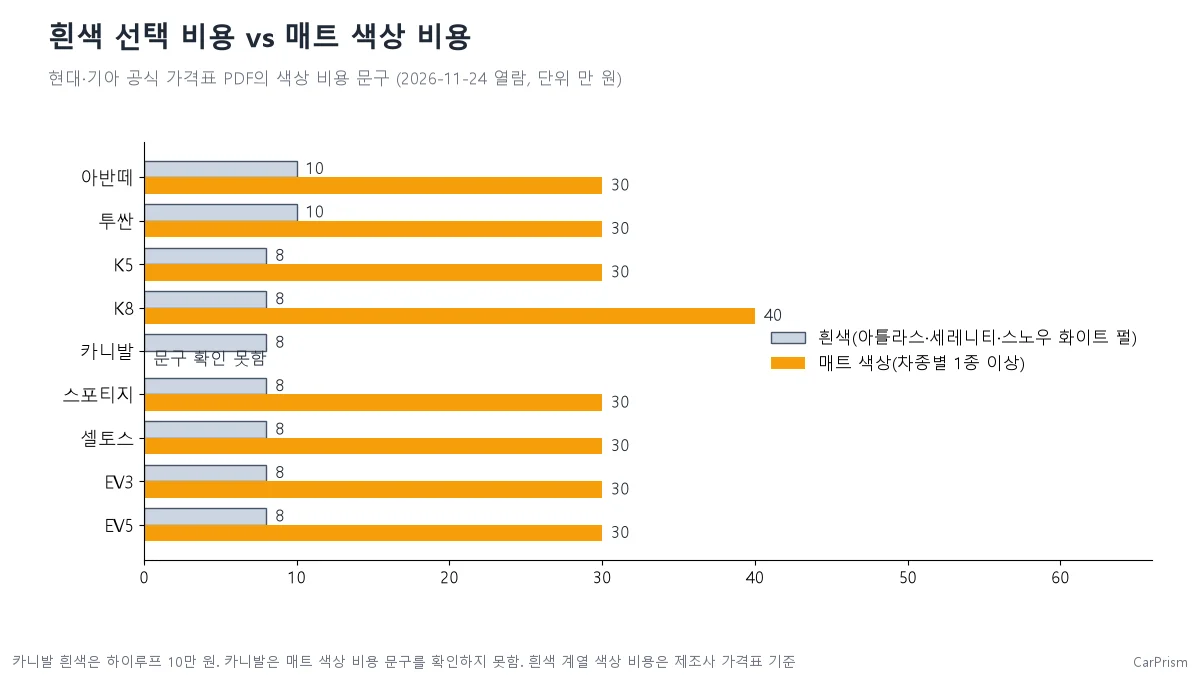 흰색 선택 비용 vs 매트 색상 비용
현대·기아 공식 가격표 PDF의 색상 비용 문구 (2026-11-24 열람, 단위 만 원)
아반떼
10
30
투싼
10
30
K5
8
30
K8
8
40
카니발
8
문구 확인 못함
스포티지
8
30
셀토스
8
30
EV3
8
30
EV5
8
30
흰색(아틀라스·세레니티·스노우 화이트 펄)
매트 색상(차종별 1종 이상)
0 10 20 30 40 50 60
카니발 흰색은 하이루프 10만 원. 카니발은 매트 색상 비용 문구를 확인하지 못함. 흰색 계열 색상 비용은 제조사 가격표 기준
CarPrism